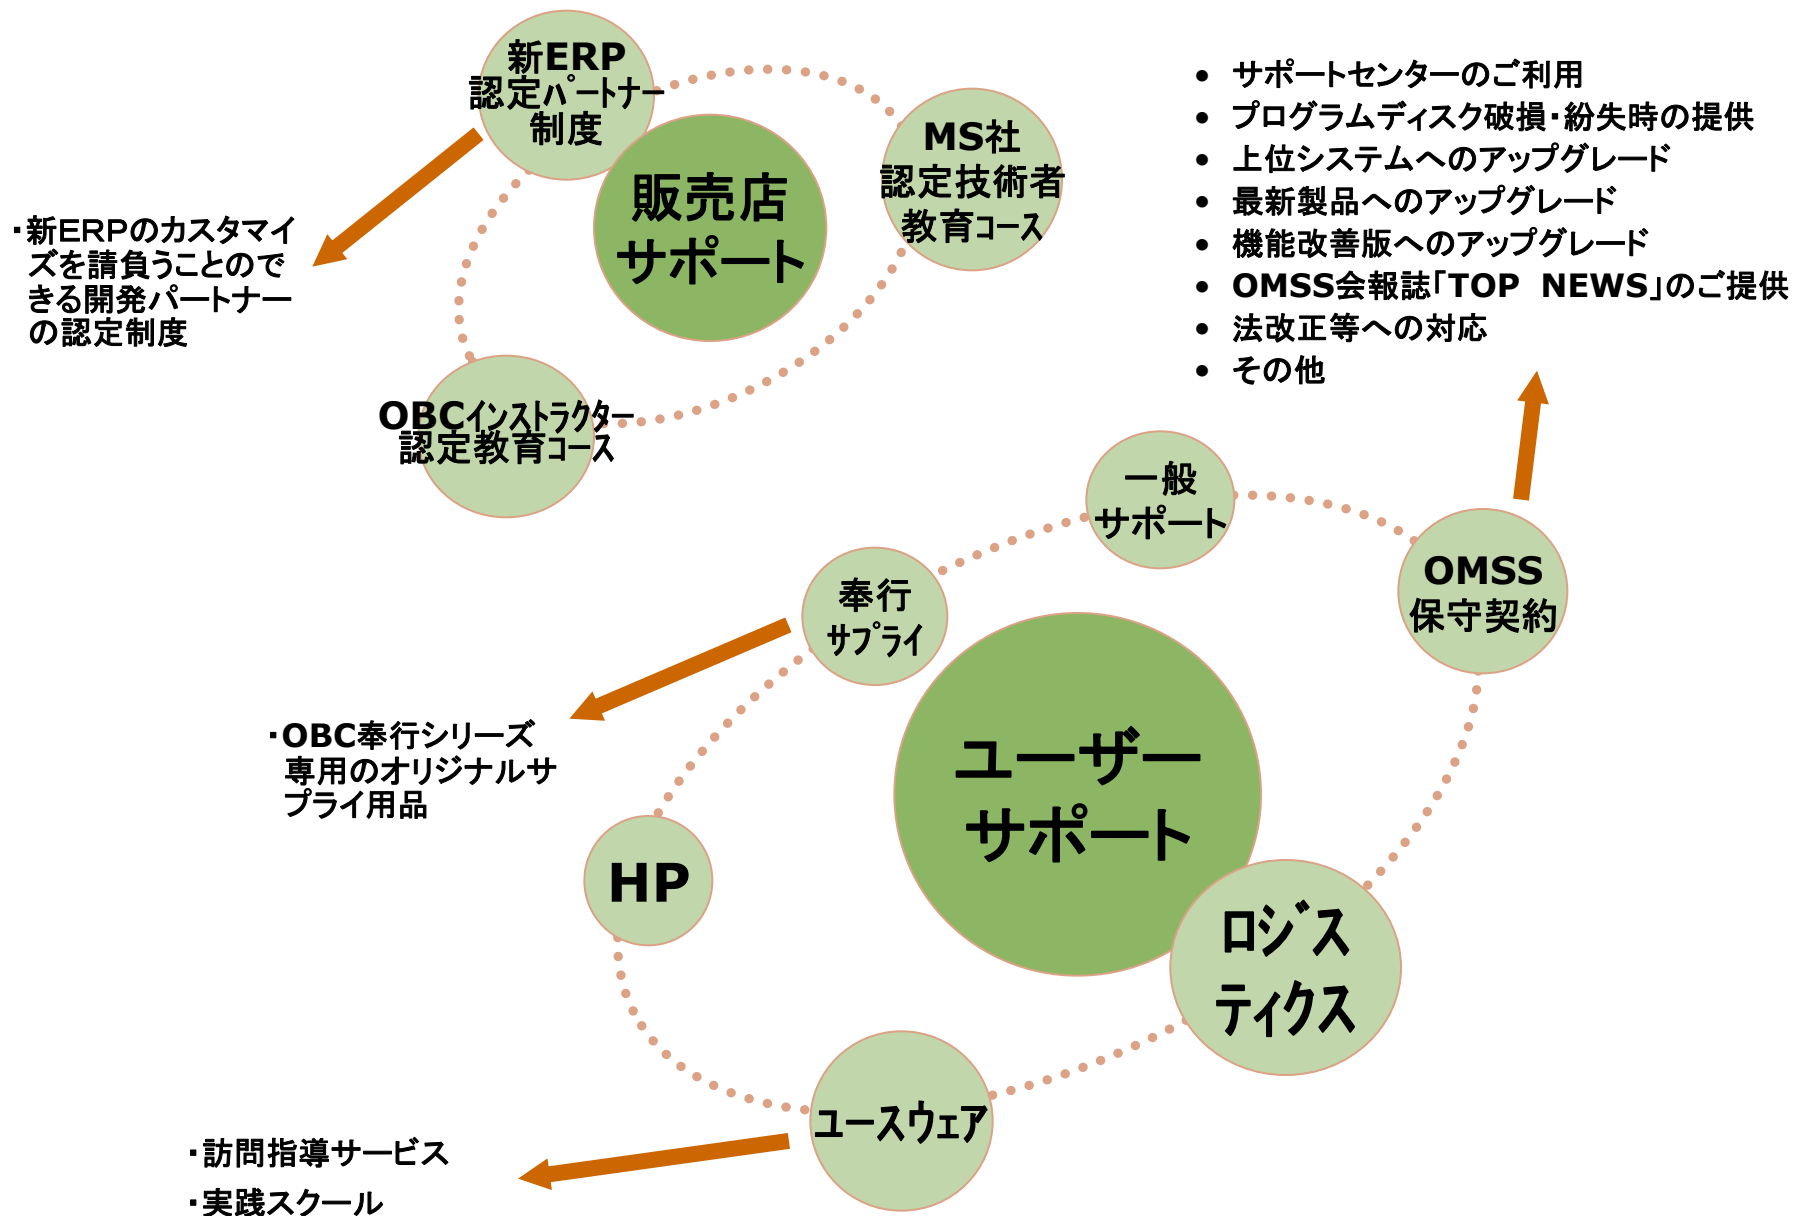 新ERP
認定パートナー
制度
販売店
サポート
MS社
認定技術者
教育コース
OBCインストラクター
認定教育コース
・新ERPのカスタマイ
ズを請負うことので
きる開発パートナー
の認定制度
• サポートセンターのご利用
• プログラムディスク破損・紛失時の提供
• 上位システムへのアップグレード
• 最新製品へのアップグレード
• 機能改善版へのアップグレード
• OMSS会報誌「TOP NEWS」のご提供
• 法改正等への対応
• その他
一般
サポート
OMSS
保守契約
奉行
サプライ
ユーザー
サポート
・OBC奉行シリーズ
専用のオリジナルサ
プライ用品
HP
ロジス
ティクス
ユースウェア
・訪問指導サービス
・実践スクール